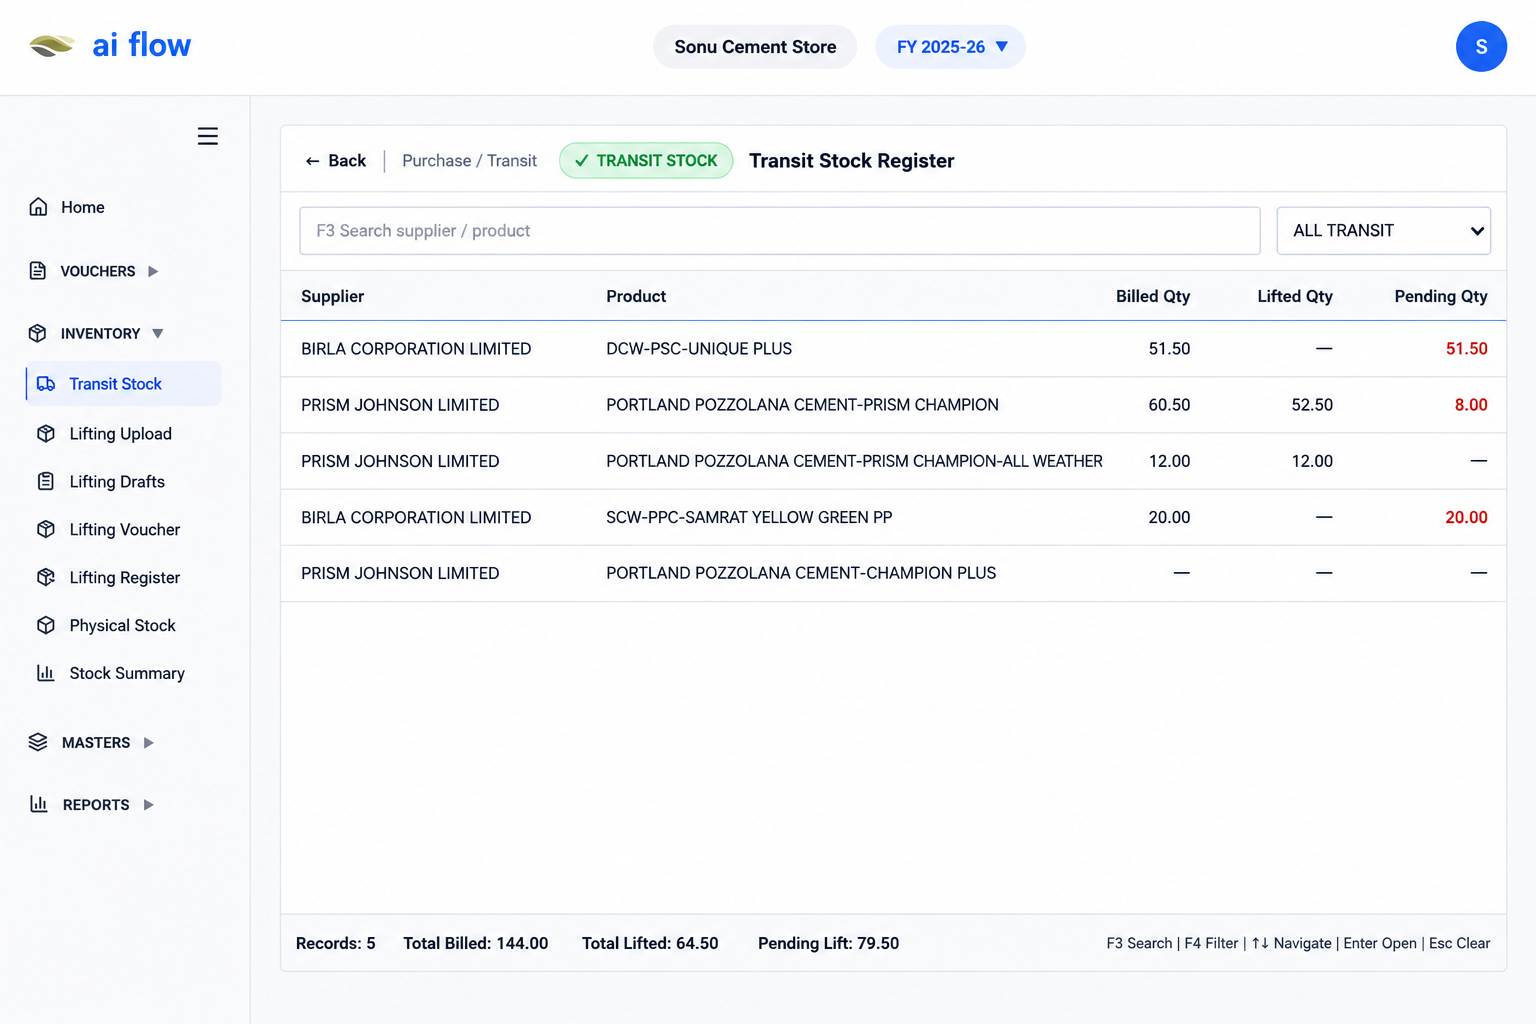 ai flow
Sonu Cement Store
FY 2025-26 ▼
S
Home
VOUCHERS ▶
INVENTORY ▼
Transit Stock
Lifting Upload
Lifting Drafts
Lifting Voucher
Lifting Register
Physical Stock
Stock Summary
MASTERS ▶
REPORTS ▶
← Back | Purchase / Transit ✓ TRANSIT STOCK Transit Stock Register
F3 Search supplier / product
ALL TRANSIT
Supplier Product Billed Qty Lifted Qty Pending Qty
BIRLA CORPORATION LIMITED DCW-PSC-UNIQUE PLUS 51.50 — 51.50
PRISM JOHNSON LIMITED PORTLAND POZZOLANA CEMENT-PRISM CHAMPION 60.50 52.50 8.00
PRISM JOHNSON LIMITED PORTLAND POZZOLANA CEMENT-PRISM CHAMPION-ALL WEATHER 12.00 12.00 —
BIRLA CORPORATION LIMITED SCW-PPC-SAMRAT YELLOW GREEN PP 20.00 — 20.00
PRISM JOHNSON LIMITED PORTLAND POZZOLANA CEMENT-CHAMPION PLUS — — —
Records: 5 Total Billed: 144.00 Total Lifted: 64.50 Pending Lift: 79.50
F3 Search | F4 Filter | ↑↓ Navigate | Enter Open | Esc Clear